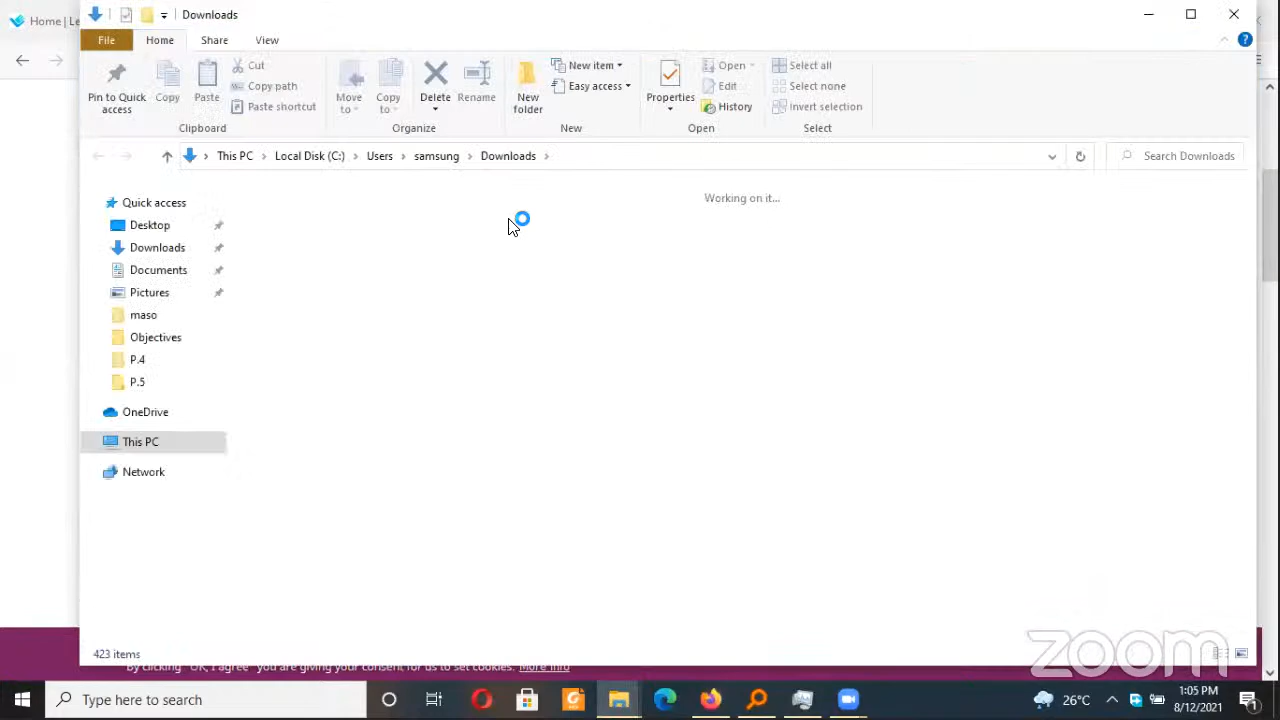 Home | Le
Downloads
File Home Share View
Pin to Quick access
Copy
Paste
Cut
Copy path
Paste shortcut
Clipboard
Move to
Copy to
Delete
Rename
Organize
New folder
New item
Easy access
New
Properties
Open
Edit
History
Open
Select all
Select none
Invert selection
Select
This PC > Local Disk (C:) > Users > samsung > Downloads >
Search Downloads
Working on it...
Quick access
Desktop
Downloads
Documents
Pictures
maso
Objectives
P.4
P.5
OneDrive
This PC
Network
423 items
zoom
By clicking "OK, I agree" you are giving your consent for us to set cookies. More info
Type here to search
26°C
1:05 PM
8/12/2021
1